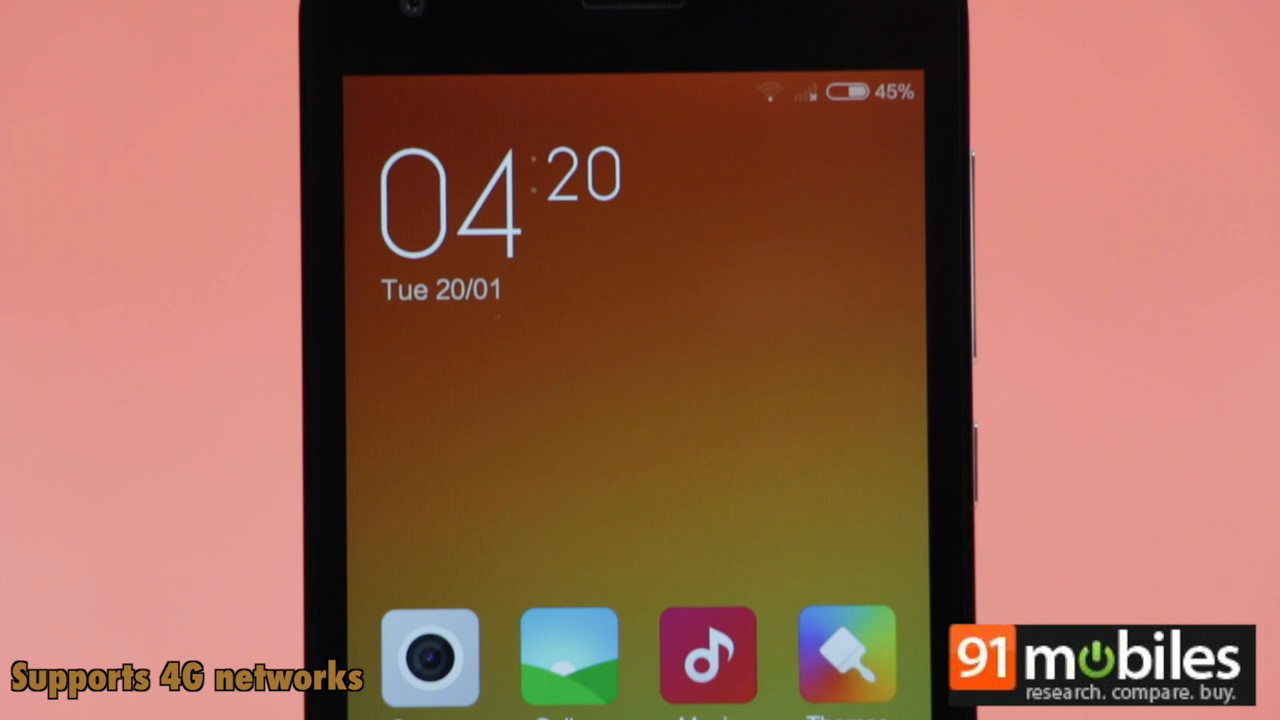 45%
04:20
Tue 20/01
Supports 4G networks
91mobiles
research. compare. buy.